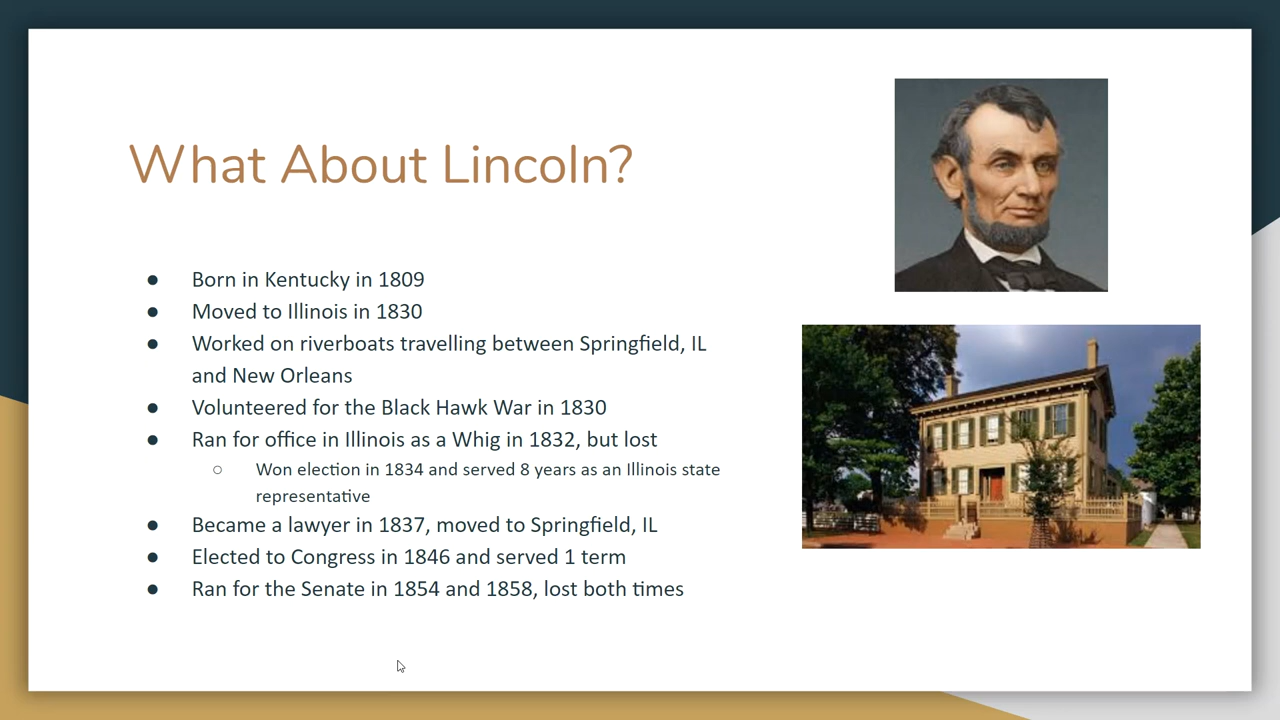 What About Lincoln?
● Born in Kentucky in 1809
● Moved to Illinois in 1830
● Worked on riverboats travelling between Springfield, IL
and New Orleans
● Volunteered for the Black Hawk War in 1830
● Ran for office in Illinois as a Whig in 1832, but lost
○ Won election in 1834 and served 8 years as an Illinois state
representative
● Became a lawyer in 1837, moved to Springfield, IL
● Elected to Congress in 1846 and served 1 term
● Ran for the Senate in 1854 and 1858, lost both times